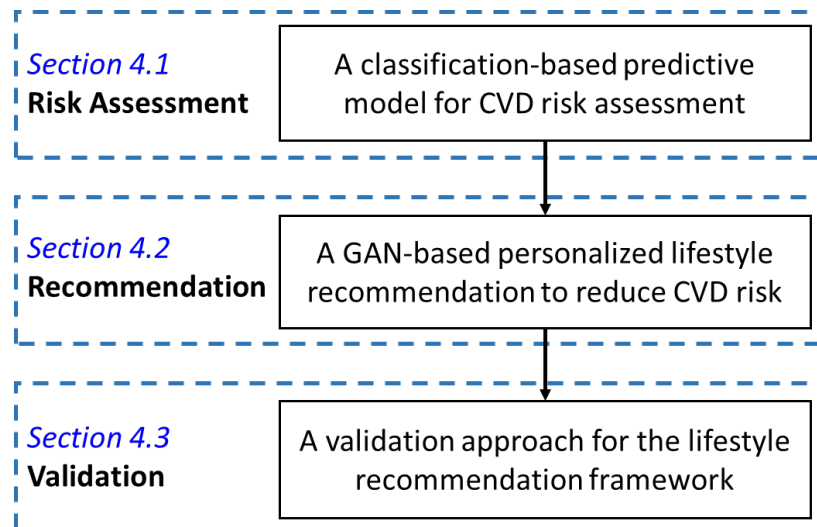 Section 4.1
Risk Assessment
A classification-based predictive
model for CVD risk assessment
Section 4.2
Recommendation
A GAN-based personalized lifestyle
recommendation to reduce CVD risk
Section 4.3
Validation
A validation approach for the lifestyle
recommendation framework